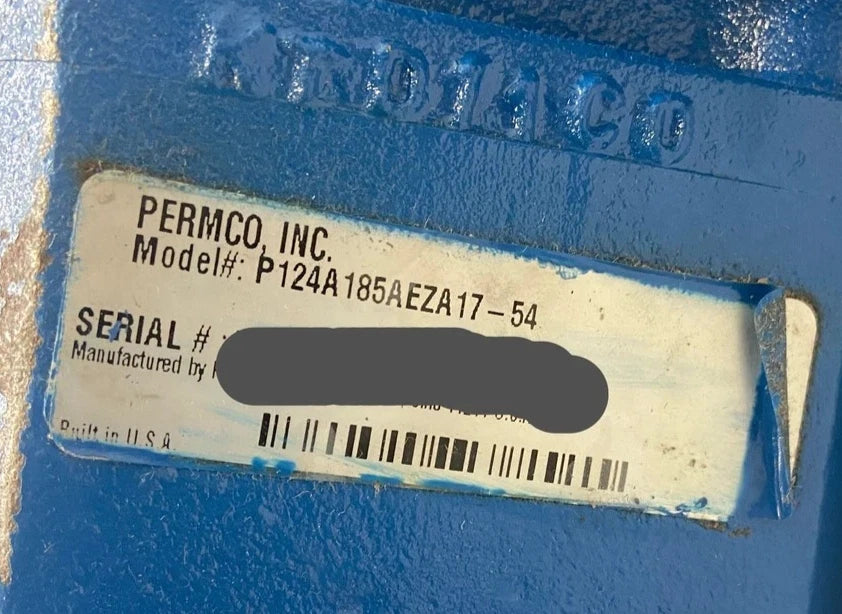 PERMCO, INC.
Model#: P124A185AEZA17-54
SERIAL #
Manufactured by
Built in U.S.A.